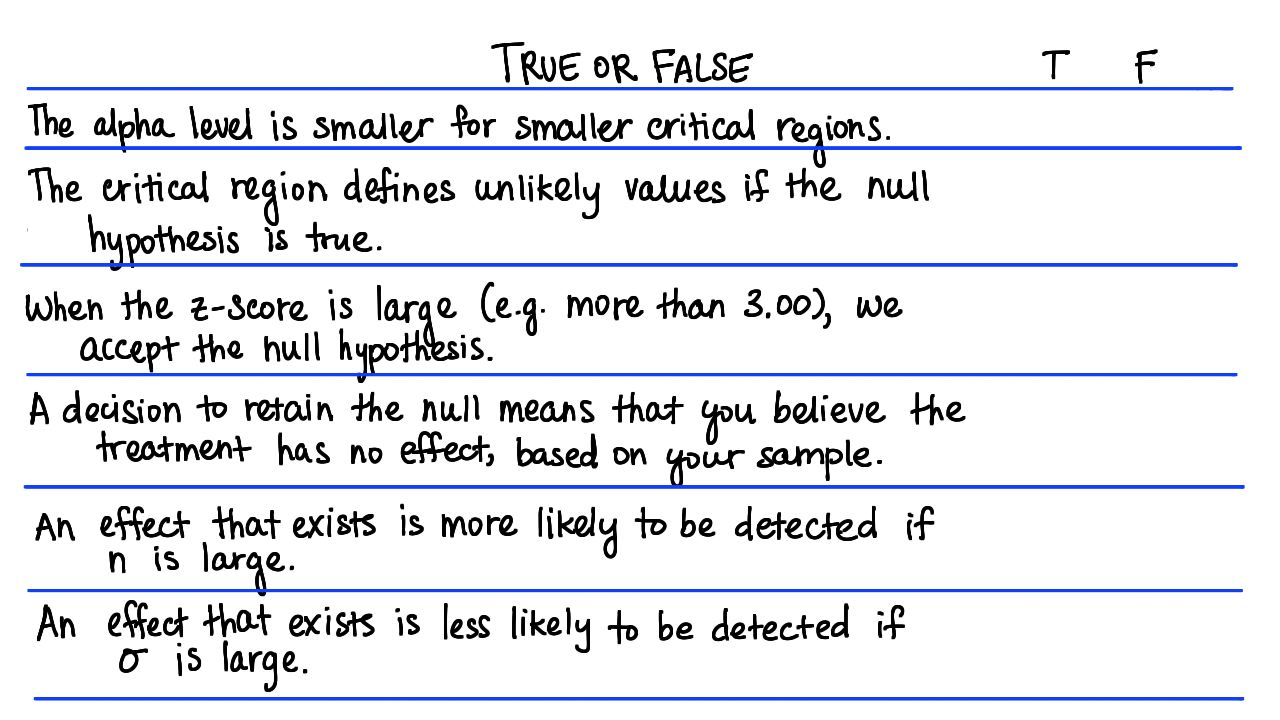 TRUE OR FALSE T F
The alpha level is smaller for smaller critical regions.
The critical region defines unlikely values if the null
hypothesis is true.
When the z-score is large (e.g. more than 3.00), we
accept the null hypothesis.
A decision to retain the null means that you believe the
treatment has no effect, based on your sample.
An effect that exists is more likely to be detected if
n is large.
An effect that exists is less likely to be detected if
σ is large.